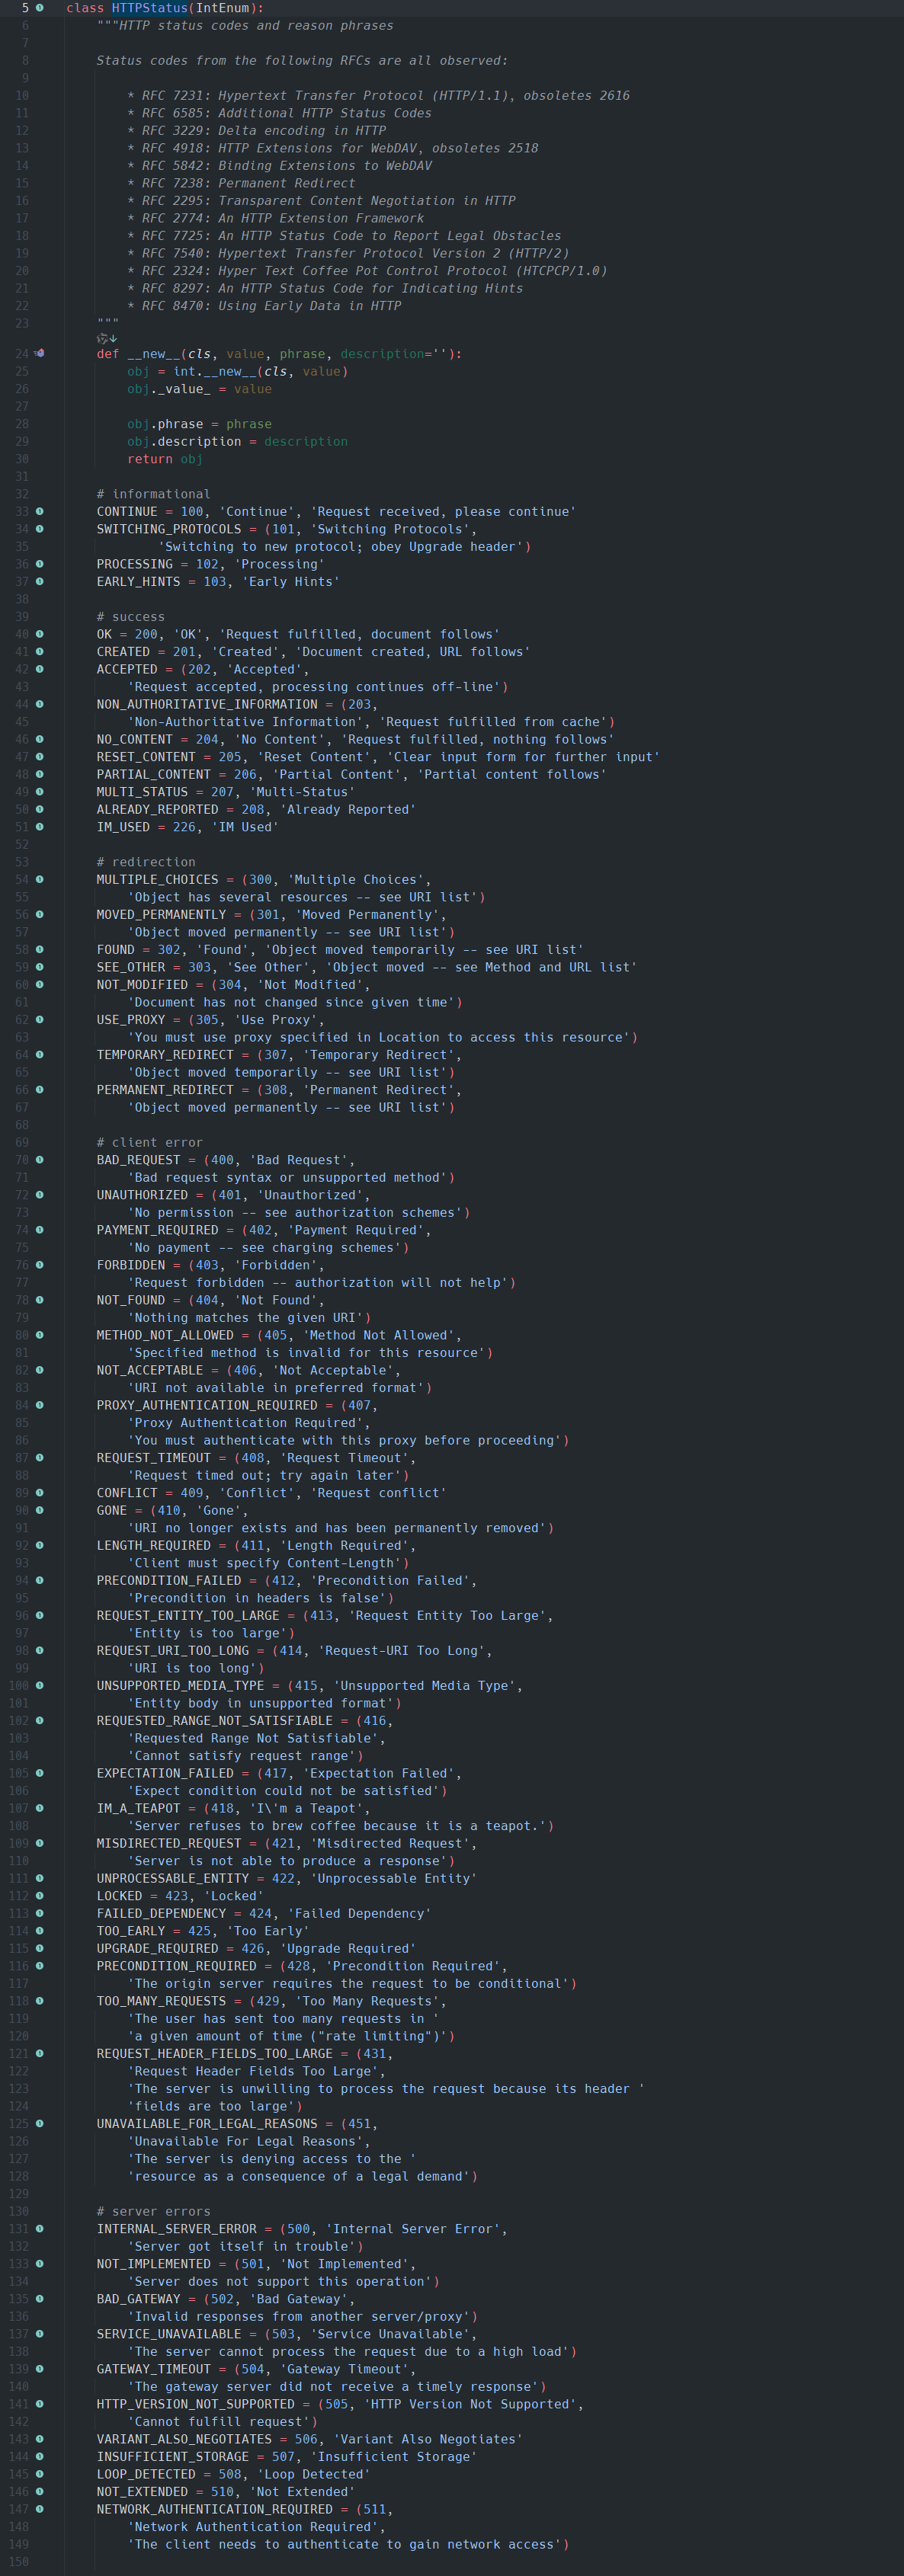 5 class HTTPStatus(IntEnum):
6 """HTTP status codes and reason phrases
7
8 Status codes from the following RFCs are all observed:
9
10 * RFC 7231: Hypertext Transfer Protocol (HTTP/1.1), obsoletes 2616
11 * RFC 6585: Additional HTTP Status Codes
12 * RFC 3229: Delta encoding in HTTP
13 * RFC 4918: HTTP Extensions for WebDAV, obsoletes 2518
14 * RFC 5842: Binding Extensions to WebDAV
15 * RFC 7238: Permanent Redirect
16 * RFC 2295: Transparent Content Negotiation in HTTP
17 * RFC 2774: An HTTP Extension Framework
18 * RFC 7725: An HTTP Status Code to Report Legal Obstacles
19 * RFC 7540: Hypertext Transfer Protocol Version 2 (HTTP/2)
20 * RFC 2324: Hyper Text Coffee Pot Control Protocol (HTCPCP/1.0)
21 * RFC 8297: An HTTP Status Code for Indicating Hints
22 * RFC 8470: Using Early Data in HTTP
23 """
24 def __new__(cls, value, phrase, description=''):
25 obj = int.__new__(cls, value)
26 obj._value_ = value
27
28 obj.phrase = phrase
29 obj.description = description
30 return obj
31
32 # informational
33 CONTINUE = 100, 'Continue', 'Request received, please continue'
34 SWITCHING_PROTOCOLS = (101, 'Switching Protocols',
35 'Switching to new protocol; obey Upgrade header')
36 PROCESSING = 102, 'Processing'
37 EARLY_HINTS = 103, 'Early Hints'
38
39 # success
40 OK = 200, 'OK', 'Request fulfilled, document follows'
41 CREATED = 201, 'Created', 'Document created, URL follows'
42 ACCEPTED = (202, 'Accepted',
43 'Request accepted, processing continues off-line')
44 NON_AUTHORITATIVE_INFORMATION = (203,
45 'Non-Authoritative Information', 'Request fulfilled from cache')
46 NO_CONTENT = 204, 'No Content', 'Request fulfilled, nothing follows'
47 RESET_CONTENT = 205, 'Reset Content', 'Clear input form for further input'
48 PARTIAL_CONTENT = 206, 'Partial Content', 'Partial content follows'
49 MULTI_STATUS = 207, 'Multi-Status'
50 ALREADY_REPORTED = 208, 'Already Reported'
51 IM_USED = 226, 'IM Used'
52
53 # redirection
54 MULTIPLE_CHOICES = (300, 'Multiple Choices',
55 'Object has several resources -- see URI list')
56 MOVED_PERMANENTLY = (301, 'Moved Permanently',
57 'Object moved permanently -- see URI list')
58 FOUND = 302, 'Found', 'Object moved temporarily -- see URI list'
59 SEE_OTHER = 303, 'See Other', 'Object moved -- see Method and URL list'
60 NOT_MODIFIED = (304, 'Not Modified',
61 'Document has not changed since given time')
62 USE_PROXY = (305, 'Use Proxy',
63 'You must use proxy specified in Location to access this resource')
64 TEMPORARY_REDIRECT = (307, 'Temporary Redirect',
65 'Object moved temporarily -- see URI list')
66 PERMANENT_REDIRECT = (308, 'Permanent Redirect',
67 'Object moved permanently -- see URI list')
68
69 # client error
70 BAD_REQUEST = (400, 'Bad Request',
71 'Bad request syntax or unsupported method')
72 UNAUTHORIZED = (401, 'Unauthorized',
73 'No permission -- see authorization schemes')
74 PAYMENT_REQUIRED = (402, 'Payment Required',
75 'No payment -- see charging schemes')
76 FORBIDDEN = (403, 'Forbidden',
77 'Request forbidden -- authorization will not help')
78 NOT_FOUND = (404, 'Not Found',
79 'Nothing matches the given URI')
80 METHOD_NOT_ALLOWED = (405, 'Method Not Allowed',
81 'Specified method is invalid for this resource')
82 NOT_ACCEPTABLE = (406, 'Not Acceptable',
83 'URI not available in preferred format')
84 PROXY_AUTHENTICATION_REQUIRED = (407,
85 'Proxy Authentication Required',
86 'You must authenticate with this proxy before proceeding')
87 REQUEST_TIMEOUT = (408, 'Request Timeout',
88 'Request timed out; try again later')
89 CONFLICT = 409, 'Conflict', 'Request conflict'
90 GONE = (410, 'Gone',
91 'URI no longer exists and has been permanently removed')
92 LENGTH_REQUIRED = (411, 'Length Required',
93 'Client must specify Content-Length')
94 PRECONDITION_FAILED = (412, 'Precondition Failed',
95 'Precondition in headers is false')
96 REQUEST_ENTITY_TOO_LARGE = (413, 'Request Entity Too Large',
97 'Entity is too large')
98 REQUEST_URI_TOO_LONG = (414, 'Request-URI Too Long',
99 'URI is too long')
100 UNSUPPORTED_MEDIA_TYPE = (415, 'Unsupported Media Type',
101 'Entity body in unsupported format')
102 REQUESTED_RANGE_NOT_SATISFIABLE = (416,
103 'Requested Range Not Satisfiable',
104 'Cannot satisfy request range')
105 EXPECTATION_FAILED = (417, 'Expectation Failed',
106 'Expect condition could not be satisfied')
107 IM_A_TEAPOT = (418, 'I\'m a Teapot',
108 'Server refuses to brew coffee because it is a teapot.')
109 MISDIRECTED_REQUEST = (421, 'Misdirected Request',
110 'Server is not able to produce a response')
111 UNPROCESSABLE_ENTITY = 422, 'Unprocessable Entity'
112 LOCKED = 423, 'Locked'
113 FAILED_DEPENDENCY = 424, 'Failed Dependency'
114 TOO_EARLY = 425, 'Too Early'
115 UPGRADE_REQUIRED = 426, 'Upgrade Required'
116 PRECONDITION_REQUIRED = (428, 'Precondition Required',
117 'The origin server requires the request to be conditional')
118 TOO_MANY_REQUESTS = (429, 'Too Many Requests',
119 'The user has sent too many requests in '
120 'a given amount of time ("rate limiting")')
121 REQUEST_HEADER_FIELDS_TOO_LARGE = (431,
122 'Request Header Fields Too Large',
123 'The server is unwilling to process the request because its header '
124 'fields are too large')
125 UNAVAILABLE_FOR_LEGAL_REASONS = (451,
126 'Unavailable For Legal Reasons',
127 'The server is denying access to the '
128 'resource as a consequence of a legal demand')
129
130 # server errors
131 INTERNAL_SERVER_ERROR = (500, 'Internal Server Error',
132 'Server got itself in trouble')
133 NOT_IMPLEMENTED = (501, 'Not Implemented',
134 'Server does not support this operation')
135 BAD_GATEWAY = (502, 'Bad Gateway',
136 'Invalid responses from another server/proxy')
137 SERVICE_UNAVAILABLE = (503, 'Service Unavailable',
138 'The server cannot process the request due to a high load')
139 GATEWAY_TIMEOUT = (504, 'Gateway Timeout',
140 'The gateway server did not receive a timely response')
141 HTTP_VERSION_NOT_SUPPORTED = (505, 'HTTP Version Not Supported',
142 'Cannot fulfill request')
143 VARIANT_ALSO_NEGOTIATES = 506, 'Variant Also Negotiates'
144 INSUFFICIENT_STORAGE = 507, 'Insufficient Storage'
145 LOOP_DETECTED = 508, 'Loop Detected'
146 NOT_EXTENDED = 510, 'Not Extended'
147 NETWORK_AUTHENTICATION_REQUIRED = (511,
148 'Network Authentication Required',
149 'The client needs to authenticate to gain network access')
150